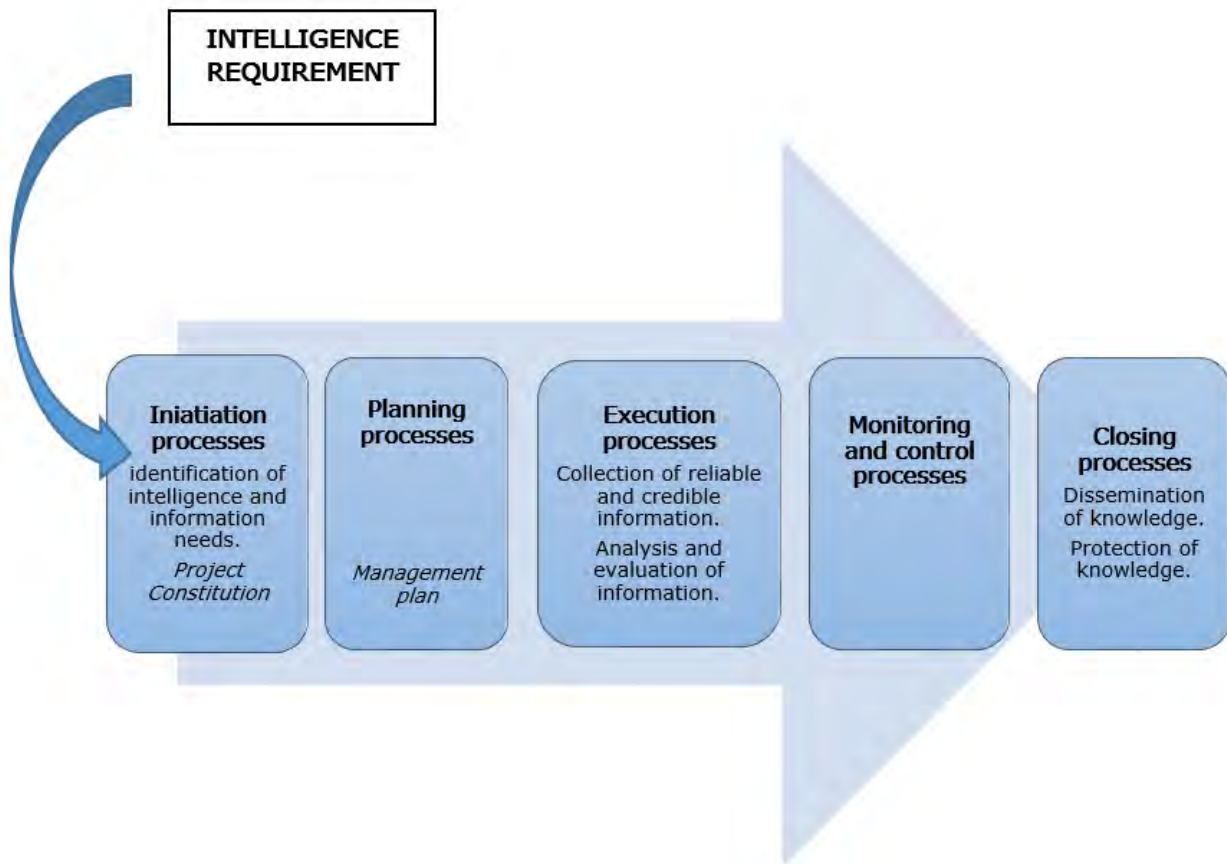 INTELLIGENCE
REQUIREMENT
Iniatiation
processes
identification of
intelligence and
information
needs.
Project
Constitution
Planning
processes
Management
plan
Execution
processes
Collection of reliable
and credible
information.
Analysis and
evaluation of
information.
Monitoring
and control
processes
Closing
processes
Dissemination
of knowledge.
Protection of
knowledge.